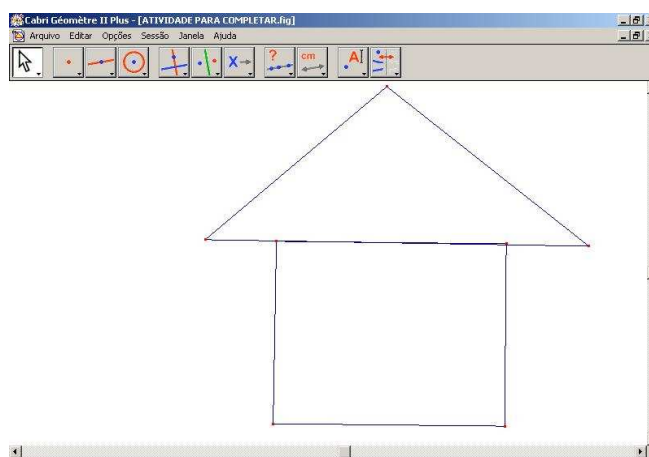 Cabri Géomètre II Plus - [ATIVIDADE PARA COMPLETAR.fig]
Arquivo Editar Opções Sessão Janela Ajuda
X ? cm A